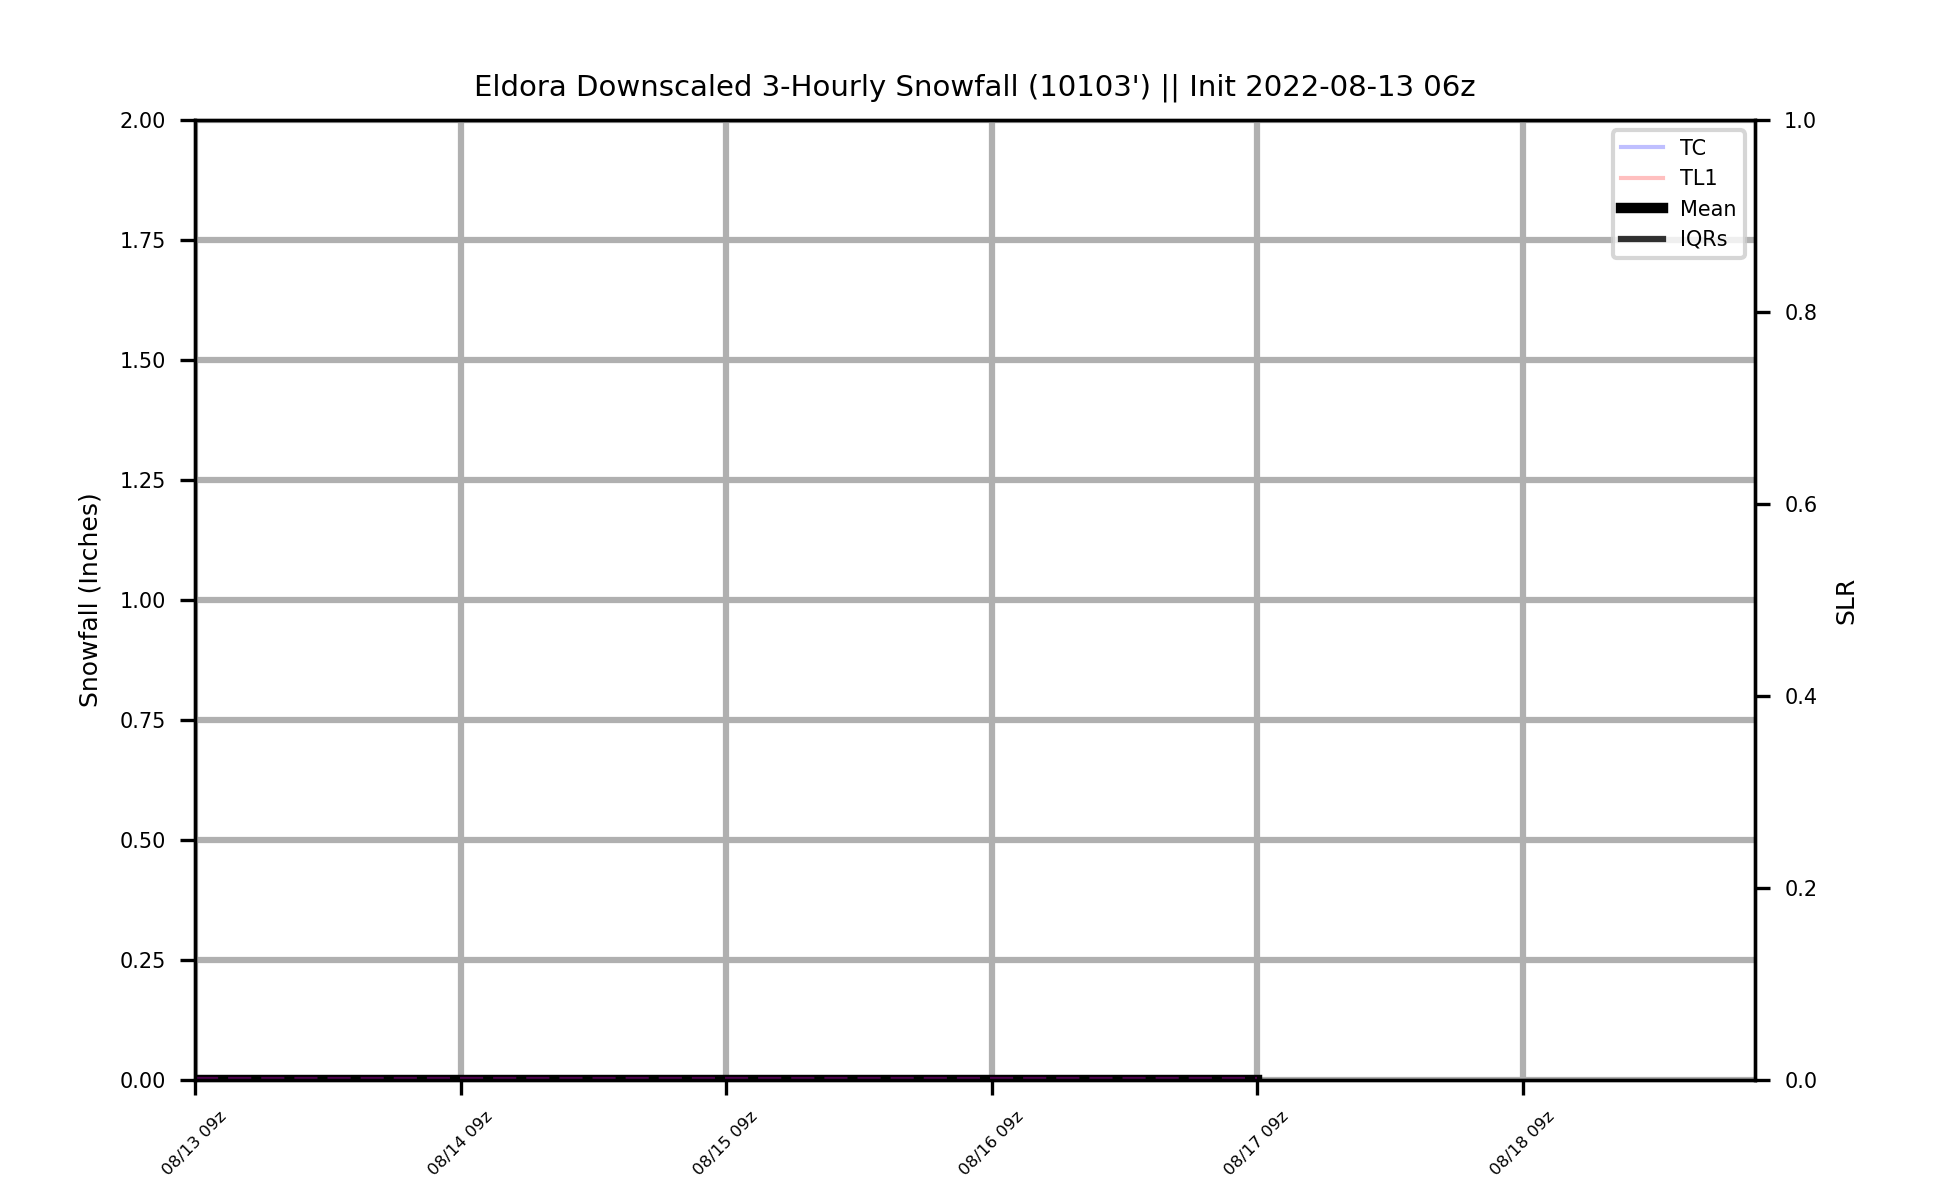 Eldora Downscaled 3-Hourly Snowfall (10103') || Init 2022-08-13 06z
2.00
1.75
1.50
1.25
1.00
0.75
0.50
0.25
0.00
Snowfall (Inches)
1.0
0.8
0.6
0.4
0.2
0.0
SLR
TC
TL1
Mean
IQRs
08/13 09z
08/14 09z
08/15 09z
08/16 09z
08/17 09z
08/18 09z